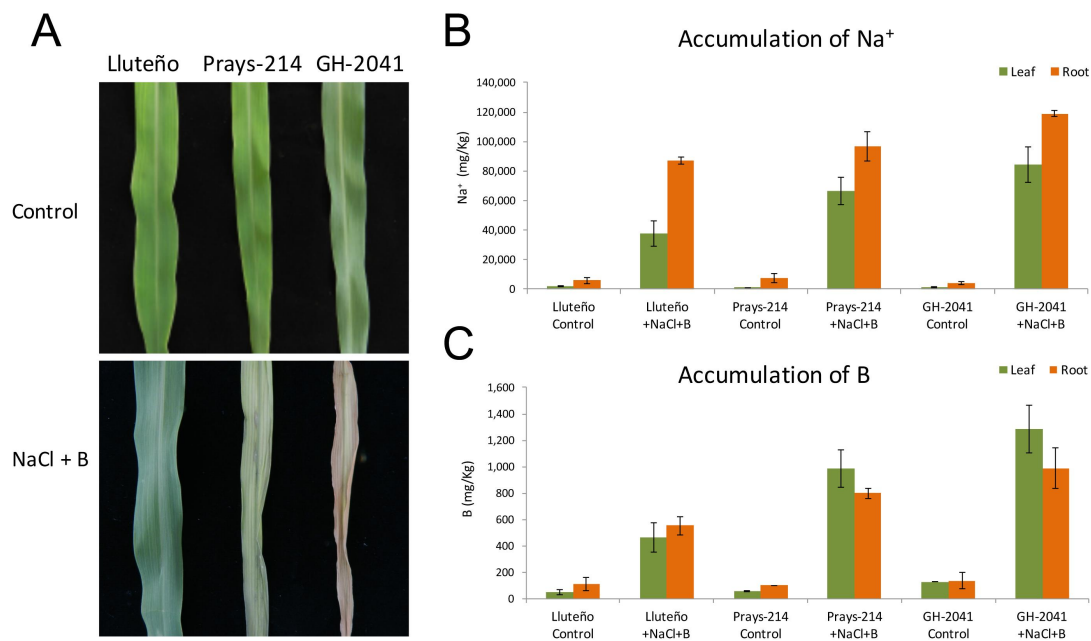 A
Lluteño Prays-214 GH-2041
Control
NaCl + B
B
Accumulation of Na⁺
Leaf Root
Na⁺ (mg/Kg)
140,000
120,000
100,000
80,000
60,000
40,000
20,000
0
Lluteño Control
Lluteño +NaCl+B
Prays-214 Control
Prays-214 +NaCl+B
GH-2041 Control
GH-2041 +NaCl+B
C
Accumulation of B
Leaf Root
B (mg/Kg)
1,600
1,400
1,200
1,000
800
600
400
200
0
Lluteño Control
Lluteño +NaCl+B
Prays-214 Control
Prays-214 +NaCl+B
GH-2041 Control
GH-2041 +NaCl+B